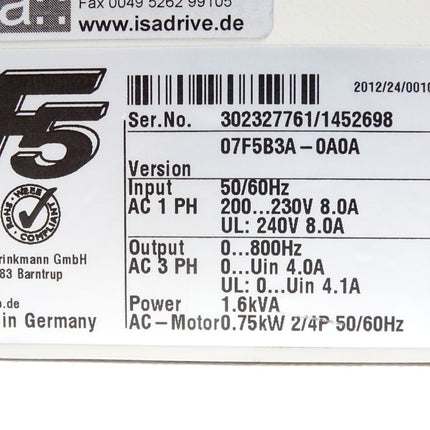 a:
Fax 0049 5262 99105
www.isadrive.de
F5
2012/24/0010
Ser.No. 302327761/1452698
07F5B3A-0A0A
Version
Input 50/60Hz
AC 1 PH 200...230V 8.0A
UL: 240V 8.0A
Output 0...800Hz
AC 3 PH 0...Uin 4.0A
UL: 0...Uin 4.1A
Power 1.6kVA
AC-Motor 0.75kW 2/4P 50/60Hz
RoHS WEEE COMPLIANT
rinkmann GmbH
83 Barntrup
.de
in Germany